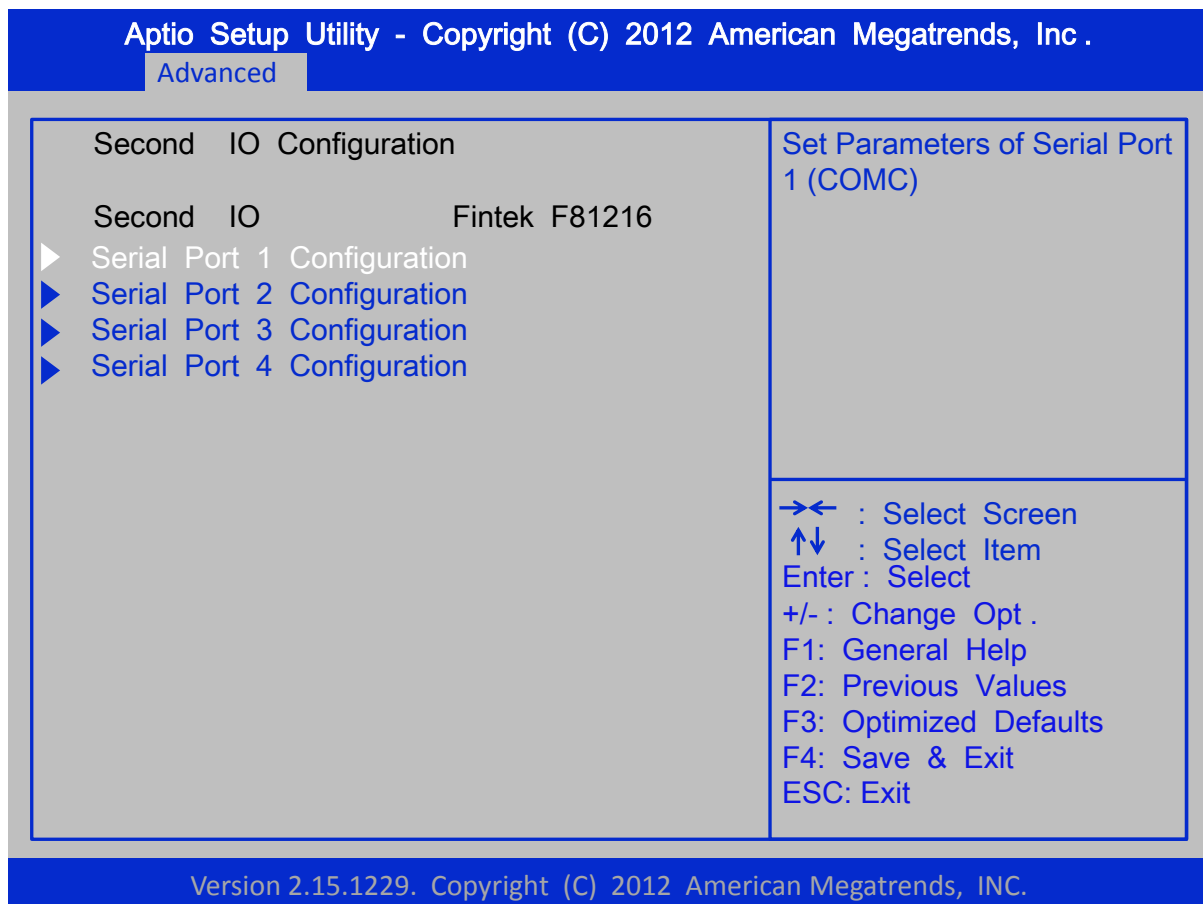 Aptio Setup Utility - Copyright (C) 2012 American Megatrends, Inc .
Advanced
Second IO Configuration
Second IO Fintek F81216
Serial Port 1 Configuration
Serial Port 2 Configuration
Serial Port 3 Configuration
Serial Port 4 Configuration
Set Parameters of Serial Port
1 (COMC)
→← : Select Screen
↑↓ : Select Item
Enter : Select
+/- : Change Opt .
F1: General Help
F2: Previous Values
F3: Optimized Defaults
F4: Save & Exit
ESC: Exit
Version 2.15.1229. Copyright (C) 2012 American Megatrends, INC.